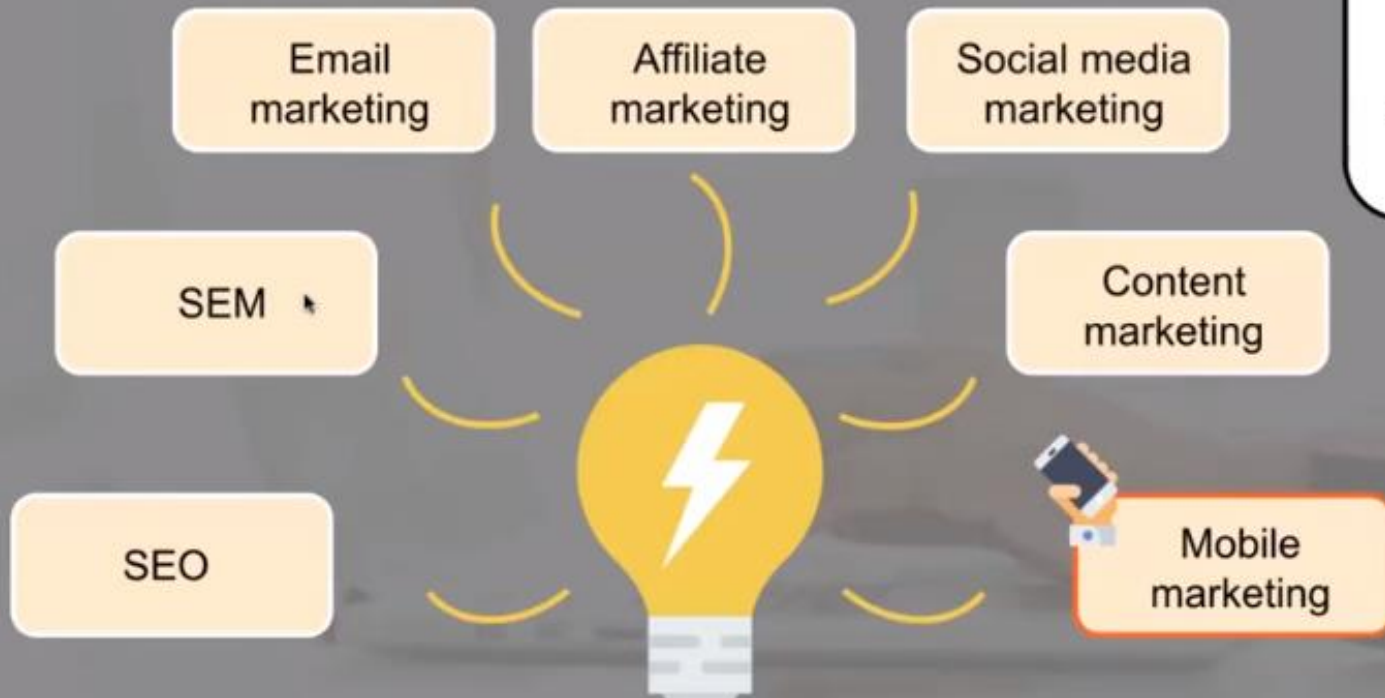 Email
marketing
Affiliate
marketing
Social media
marketing
SEM
Content
marketing
SEO
Mobile
marketing